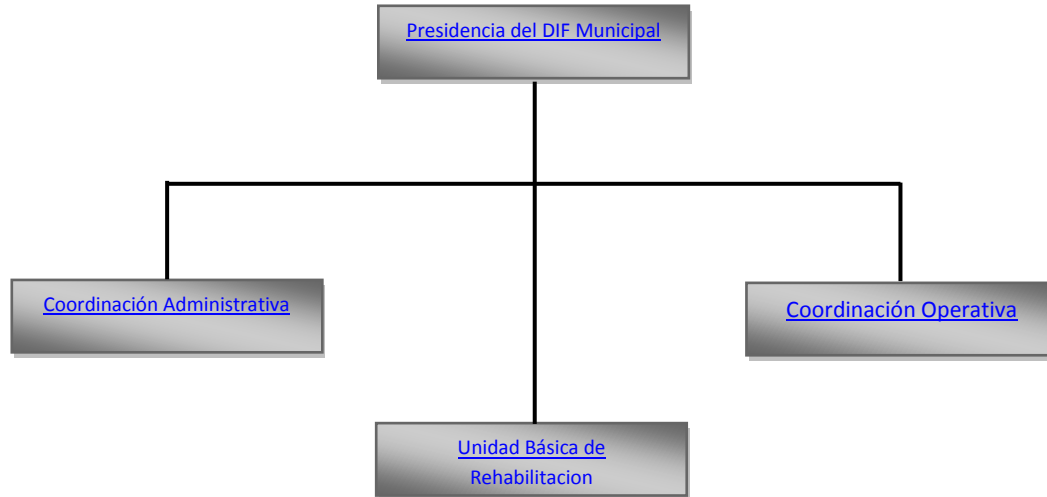 Presidencia del DIF Municipal
Coordinación Administrativa
Coordinación Operativa
Unidad Básica de
Rehabilitacion